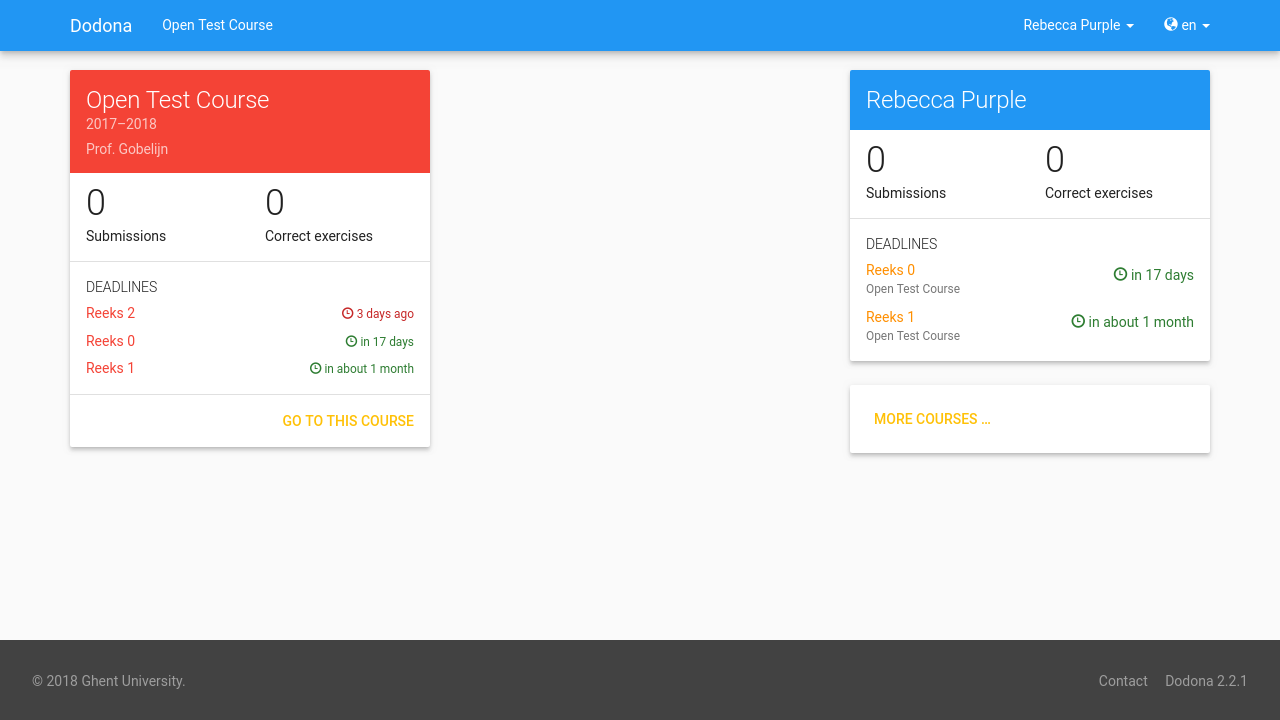 Dodona Open Test Course Rebecca Purple en
Open Test Course
2017–2018
Prof. Gobelijn
0 0
Submissions Correct exercises
DEADLINES
Reeks 2 3 days ago
Reeks 0 in 17 days
Reeks 1 in about 1 month
GO TO THIS COURSE
Rebecca Purple
0 0
Submissions Correct exercises
DEADLINES
Reeks 0 in 17 days
Open Test Course
Reeks 1 in about 1 month
Open Test Course
MORE COURSES …
© 2018 Ghent University. Contact Dodona 2.2.1